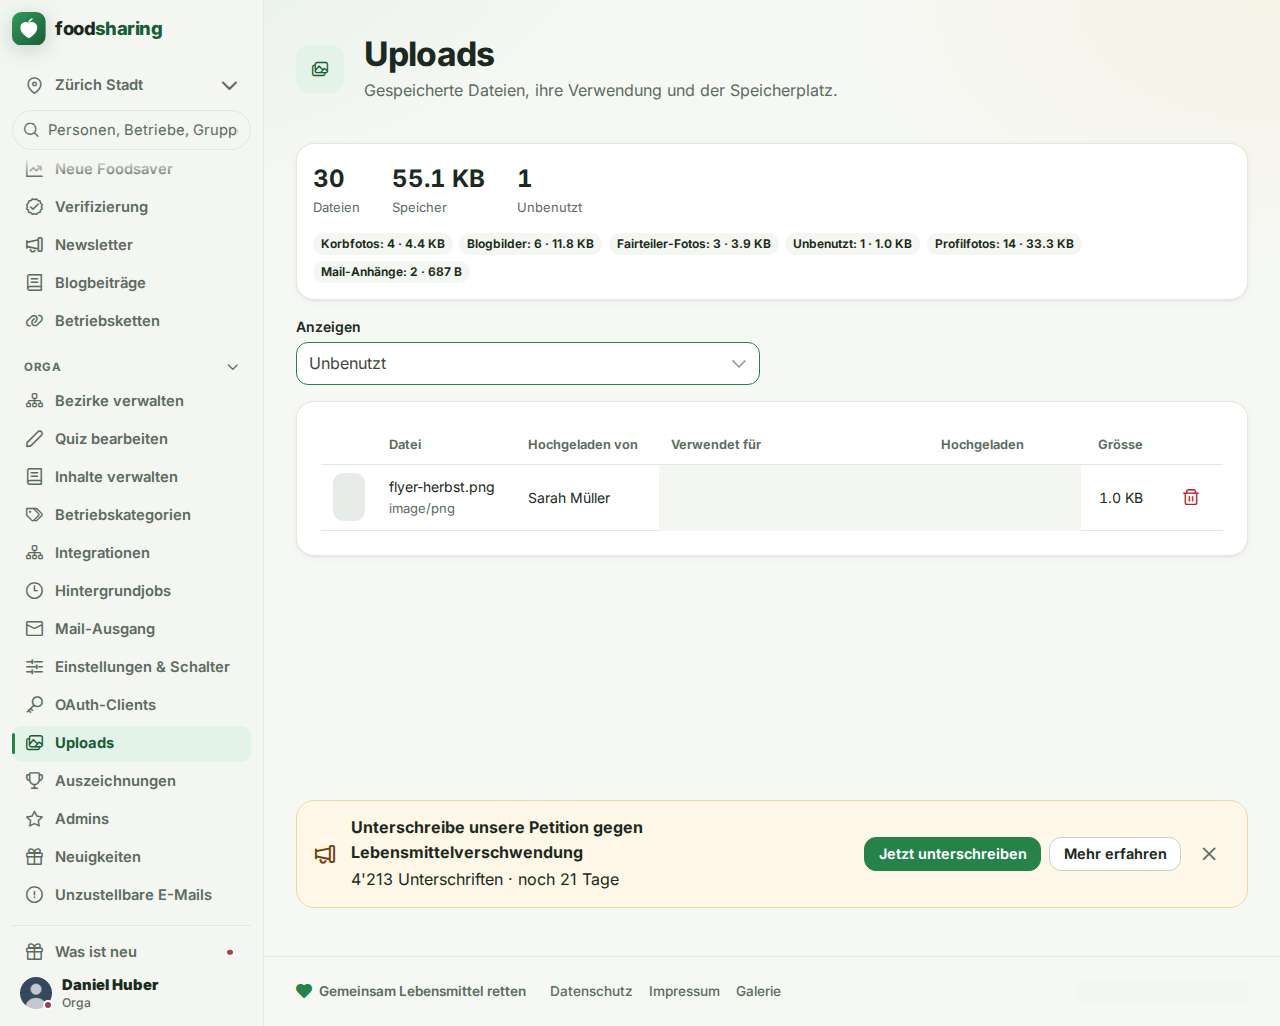 foodsharing
Zürich Stadt
Personen, Betriebe, Grupp
Neue Foodsaver
Verifizierung
Newsletter
Blogbeiträge
Betriebsketten
ORGA
Bezirke verwalten
Quiz bearbeiten
Inhalte verwalten
Betriebskategorien
Integrationen
Hintergrundjobs
Mail-Ausgang
Einstellungen & Schalter
OAuth-Clients
Uploads
Auszeichnungen
Admins
Neuigkeiten
Unzustellbare E-Mails
Was ist neu
Daniel Huber
Orga
Uploads
Gespeicherte Dateien, ihre Verwendung und der Speicherplatz.
30 55.1 KB 1
Dateien Speicher Unbenutzt
Korbfotos: 4 · 4.4 KB Blogbilder: 6 · 11.8 KB Fairteiler-Fotos: 3 · 3.9 KB Unbenutzt: 1 · 1.0 KB Profilfotos: 14 · 33.3 KB
Mail-Anhänge: 2 · 687 B
Anzeigen
Unbenutzt
Datei Hochgeladen von Verwendet für Hochgeladen Grösse
flyer-herbst.png Sarah Müller 1.0 KB
image/png
Unterschreibe unsere Petition gegen
Lebensmittelverschwendung
4'213 Unterschriften · noch 21 Tage
Jetzt unterschreiben Mehr erfahren
Gemeinsam Lebensmittel retten Datenschutz Impressum Galerie